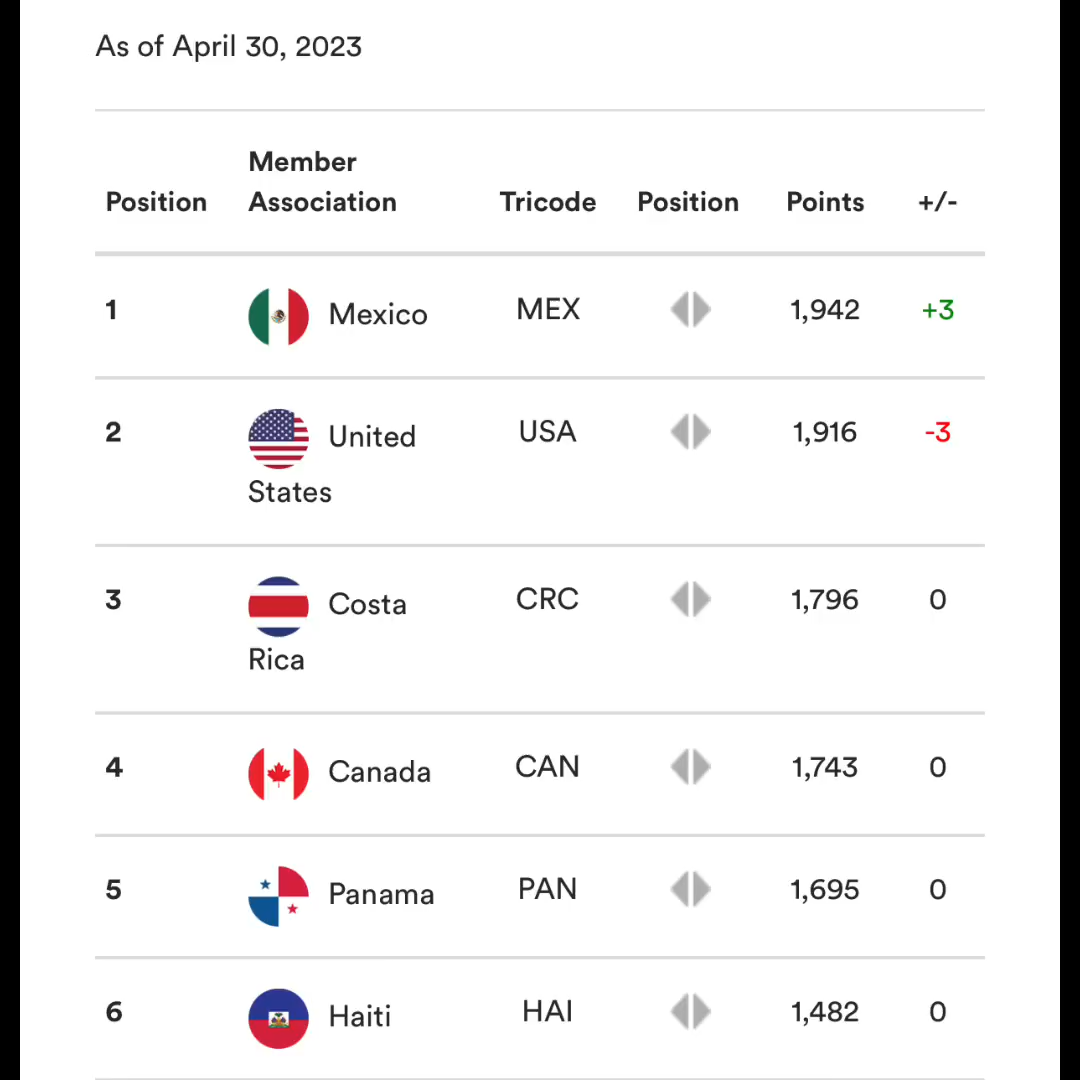 As of April 30, 2023
Member
Position Association Tricode Position Points +/-
1 Mexico MEX 1,942 +3
2 United USA 1,916 -3
States
3 Costa CRC 1,796 0
Rica
4 Canada CAN 1,743 0
5 Panama PAN 1,695 0
6 Haiti HAI 1,482 0